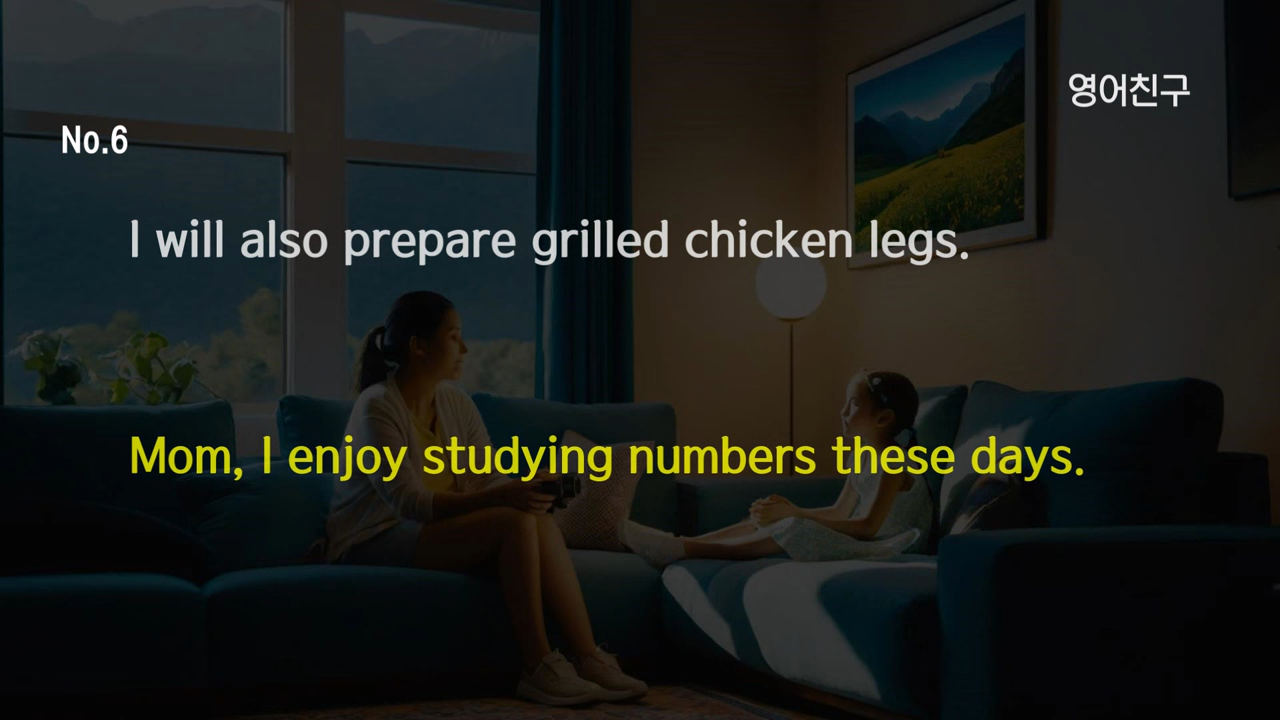 영어친구
No.6
I will also prepare grilled chicken legs.
Mom, I enjoy studying numbers these days.